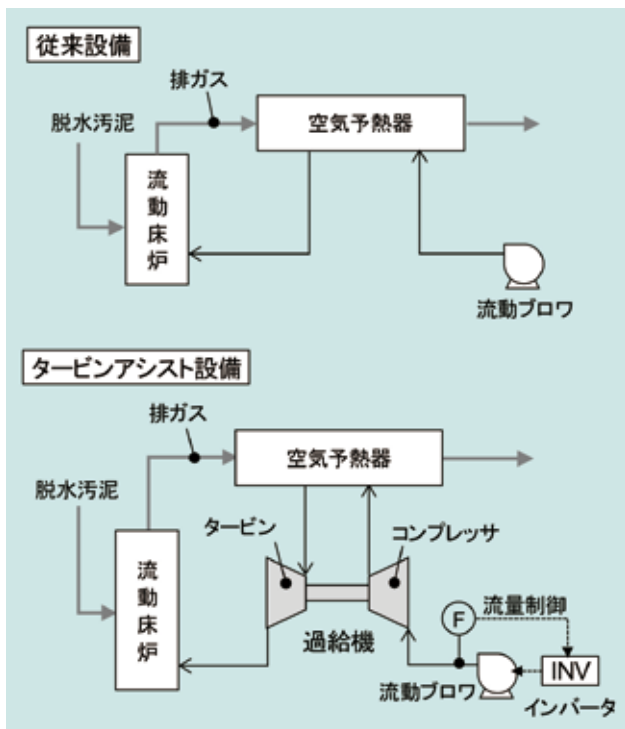 従来設備
排ガス
脱水汚泥
空気予熱器
流動床炉
流動ブロワ
タービンアシスト設備
排ガス
空気予熱器
脱水汚泥
タービン
コンプレッサ
流動床炉
過給機
F
流量制御
流動ブロワ
INV
インバータ